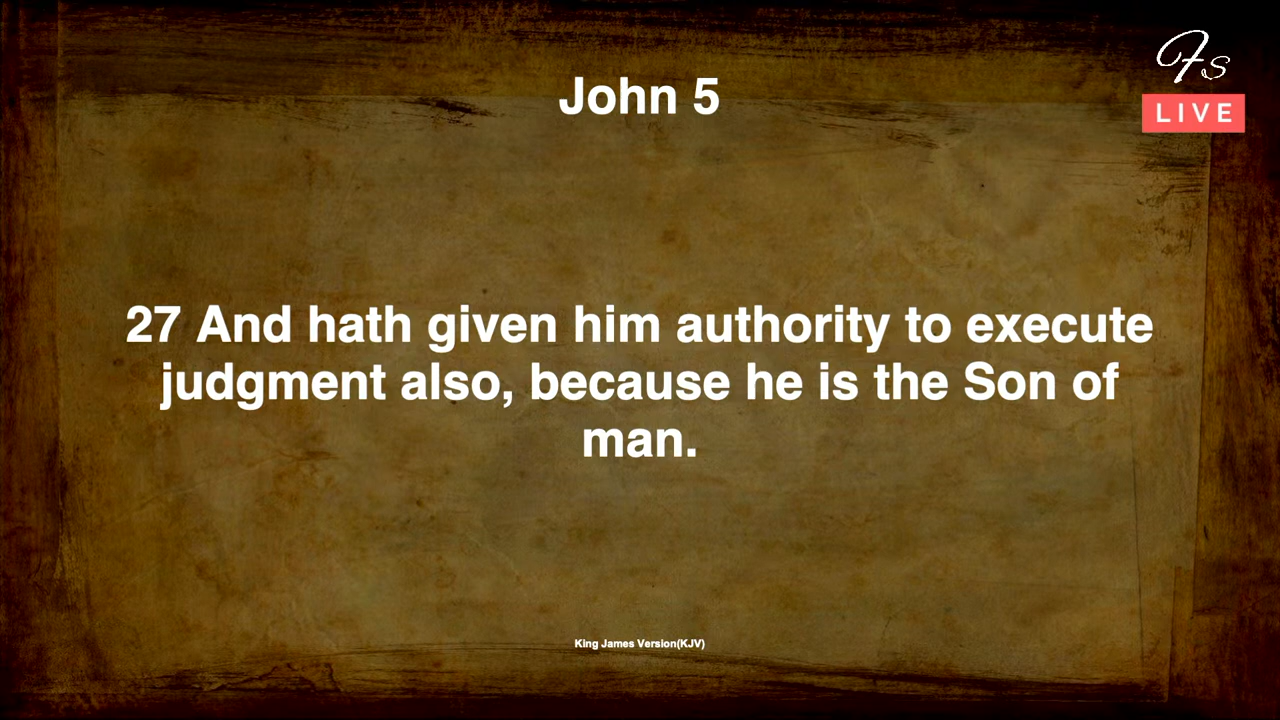 Fs
LIVE
John 5
27 And hath given him authority to execute
judgment also, because he is the Son of
man.
King James Version(KJV)